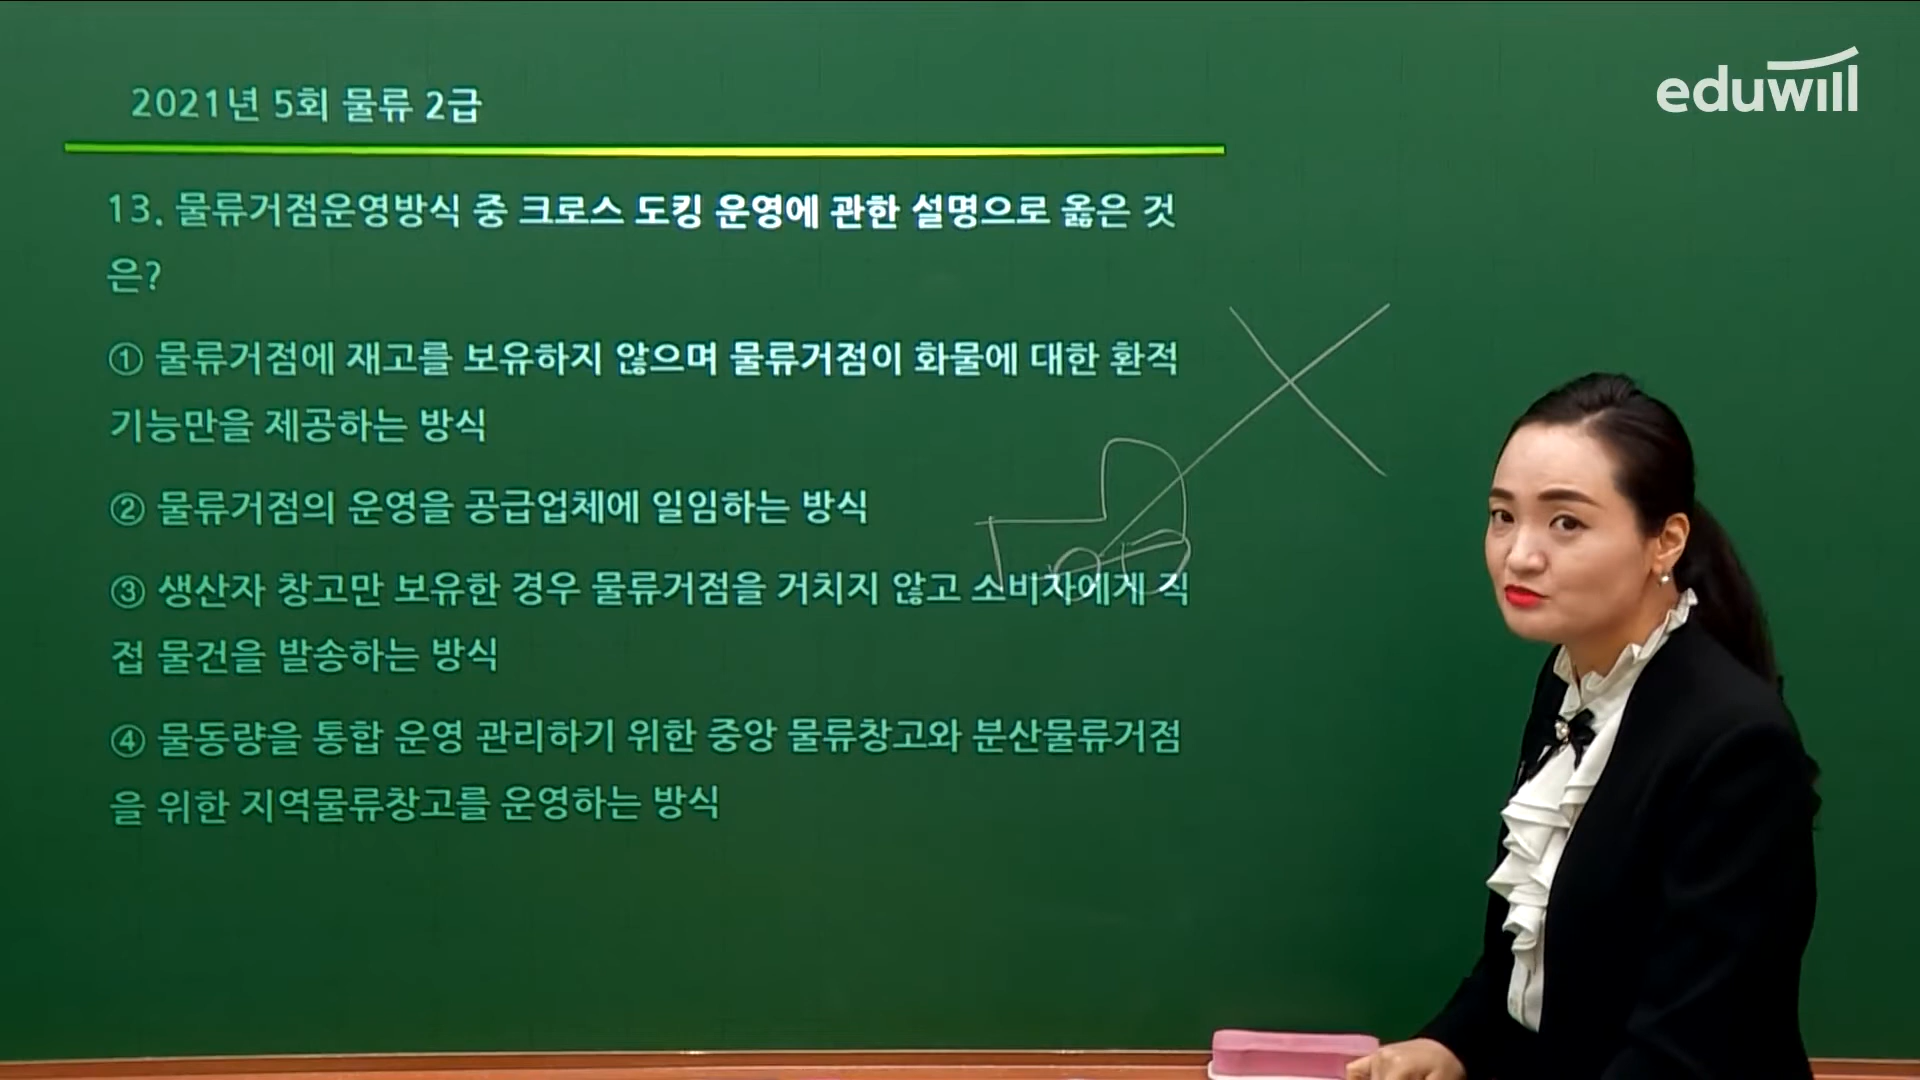 eduwill
2021년 5회 물류 2급
13. 물류거점운영방식 중 크로스 도킹 운영에 관한 설명으로 옳은 것
은?
① 물류거점에 재고를 보유하지 않으며 물류거점이 화물에 대한 환적
기능만을 제공하는 방식
② 물류거점의 운영을 공급업체에 일임하는 방식
③ 생산자 창고만 보유한 경우 물류거점을 거치지 않고 소비자에게 직
접 물건을 발송하는 방식
④ 물동량을 통합 운영 관리하기 위한 중앙 물류창고와 분산물류거점
을 위한 지역물류창고를 운영하는 방식